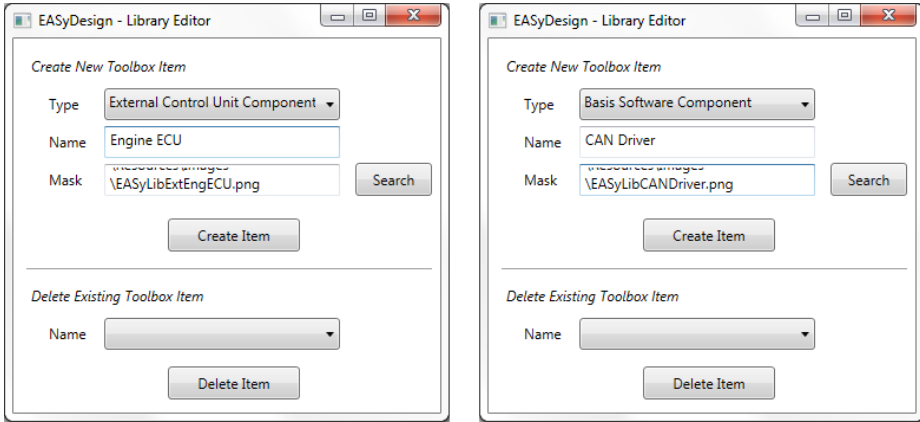 EASyDesign - Library Editor
Create New Toolbox Item
Type External Control Unit Component
Name Engine ECU
Mask \EASyLibExtEngECU.png Search
Create Item
Delete Existing Toolbox Item
Name
Delete Item
EASyDesign - Library Editor
Create New Toolbox Item
Type Basis Software Component
Name CAN Driver
Mask \EASyLibCANDriver.png Search
Create Item
Delete Existing Toolbox Item
Name
Delete Item